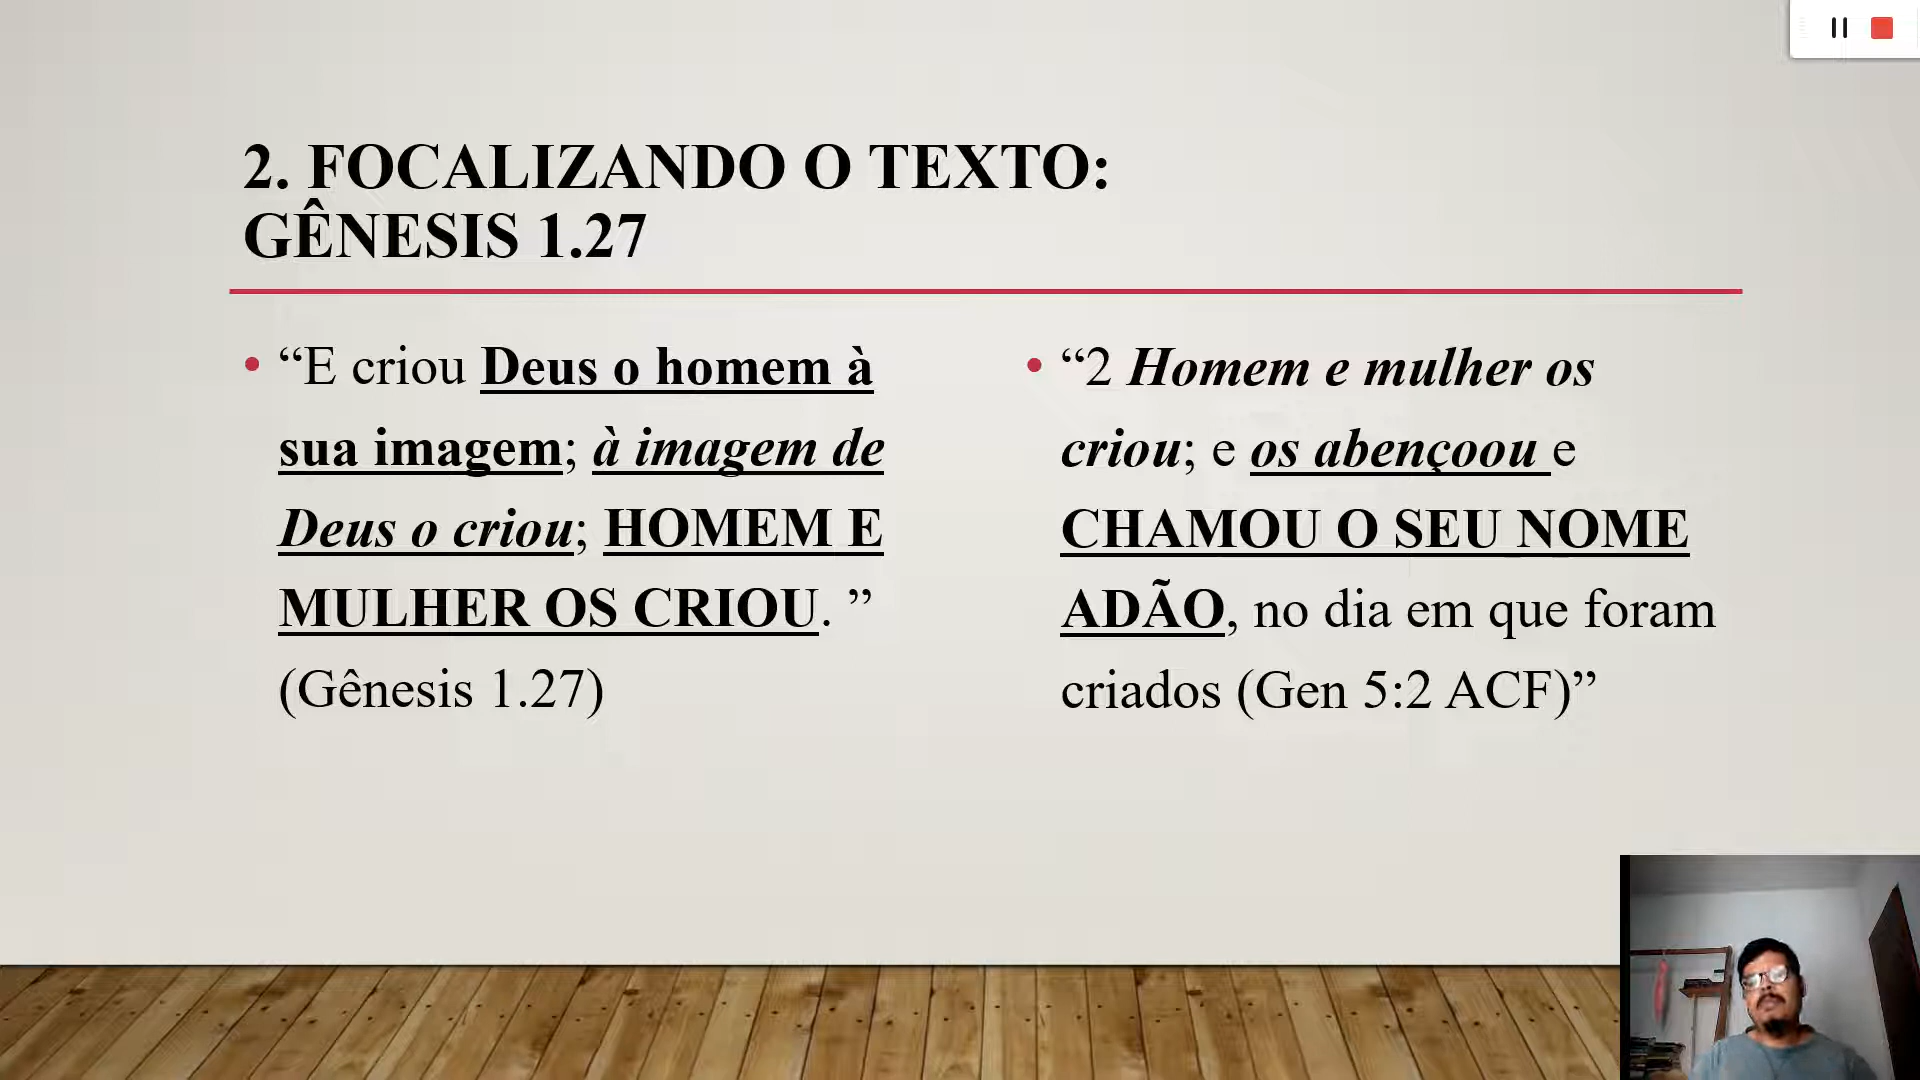 2. FOCALIZANDO O TEXTO:
GÊNESIS 1.27
• “E criou Deus o homem à
sua imagem; à imagem de
Deus o criou; HOMEM E
MULHER OS CRIOU. ”
(Gênesis 1.27)
• “2 Homem e mulher os
criou; e os abençoou e
CHAMOU O SEU NOME
ADÃO, no dia em que foram
criados (Gen 5:2 ACF)”